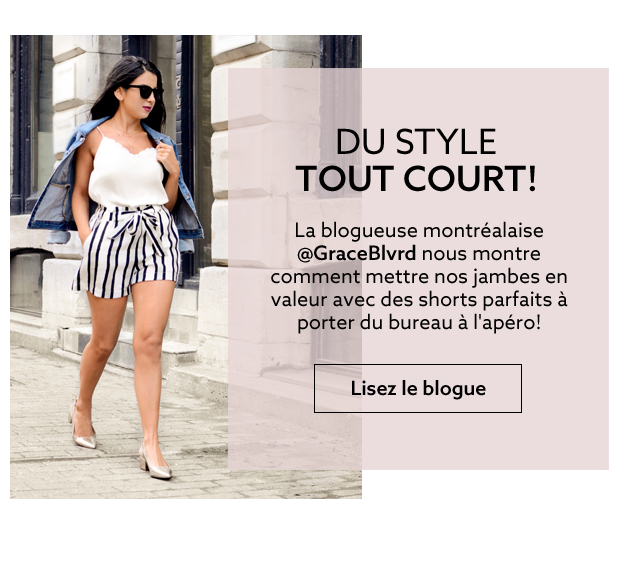 DU STYLE
TOUT COURT!
La blogueuse montréalaise
@GraceBlvrd nous montre
comment mettre nos jambes en
valeur avec des shorts parfaits à
porter du bureau à l'apéro!
Lisez le blogue